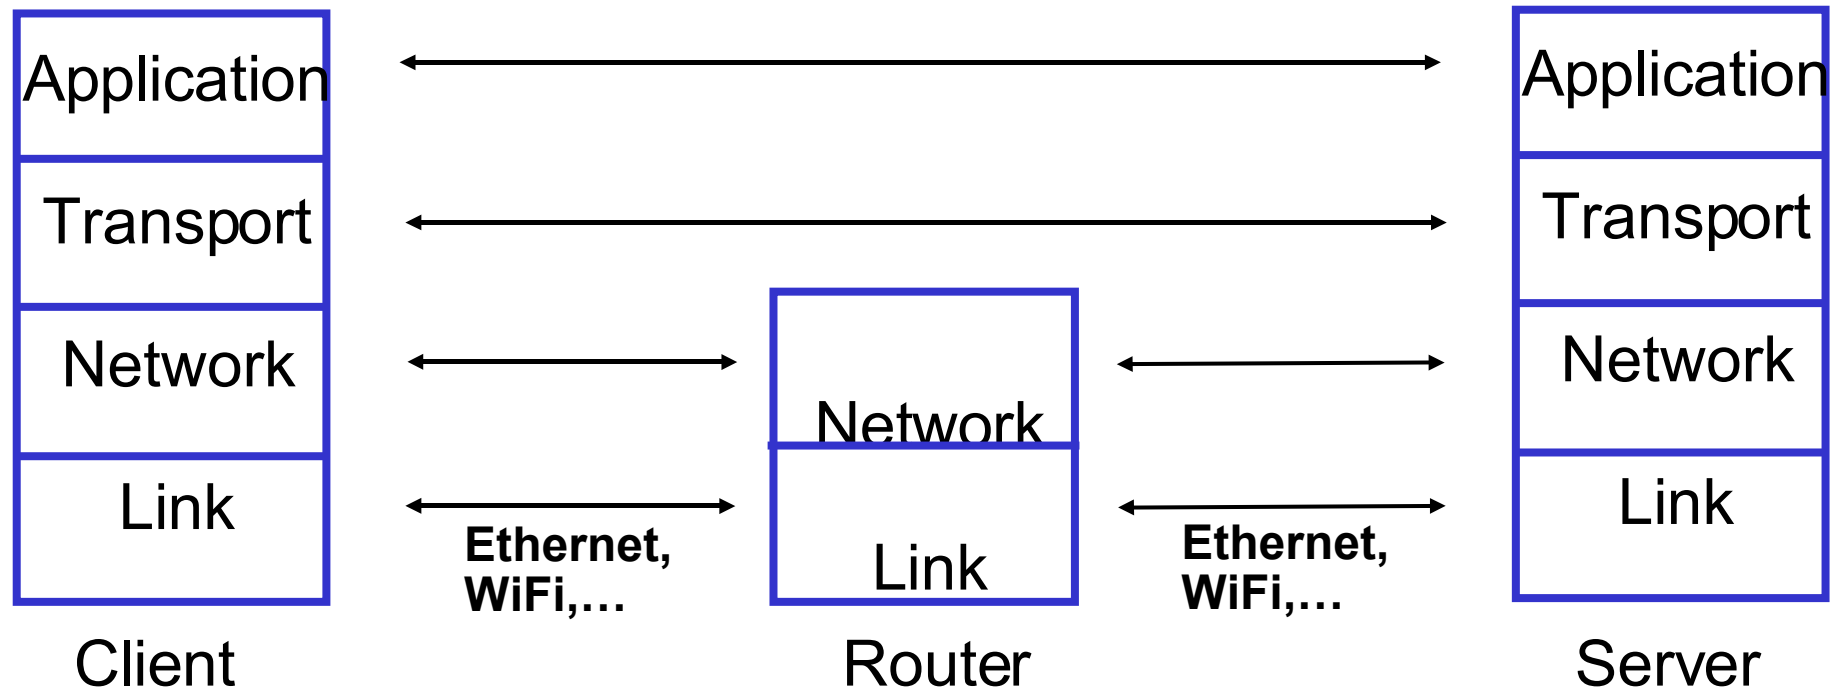 Application
Application
Transport
Transport
Network
Network
Network
Link
Link
Link
Ethernet,
WiFi,…
Ethernet,
WiFi,…
Client
Router
Server